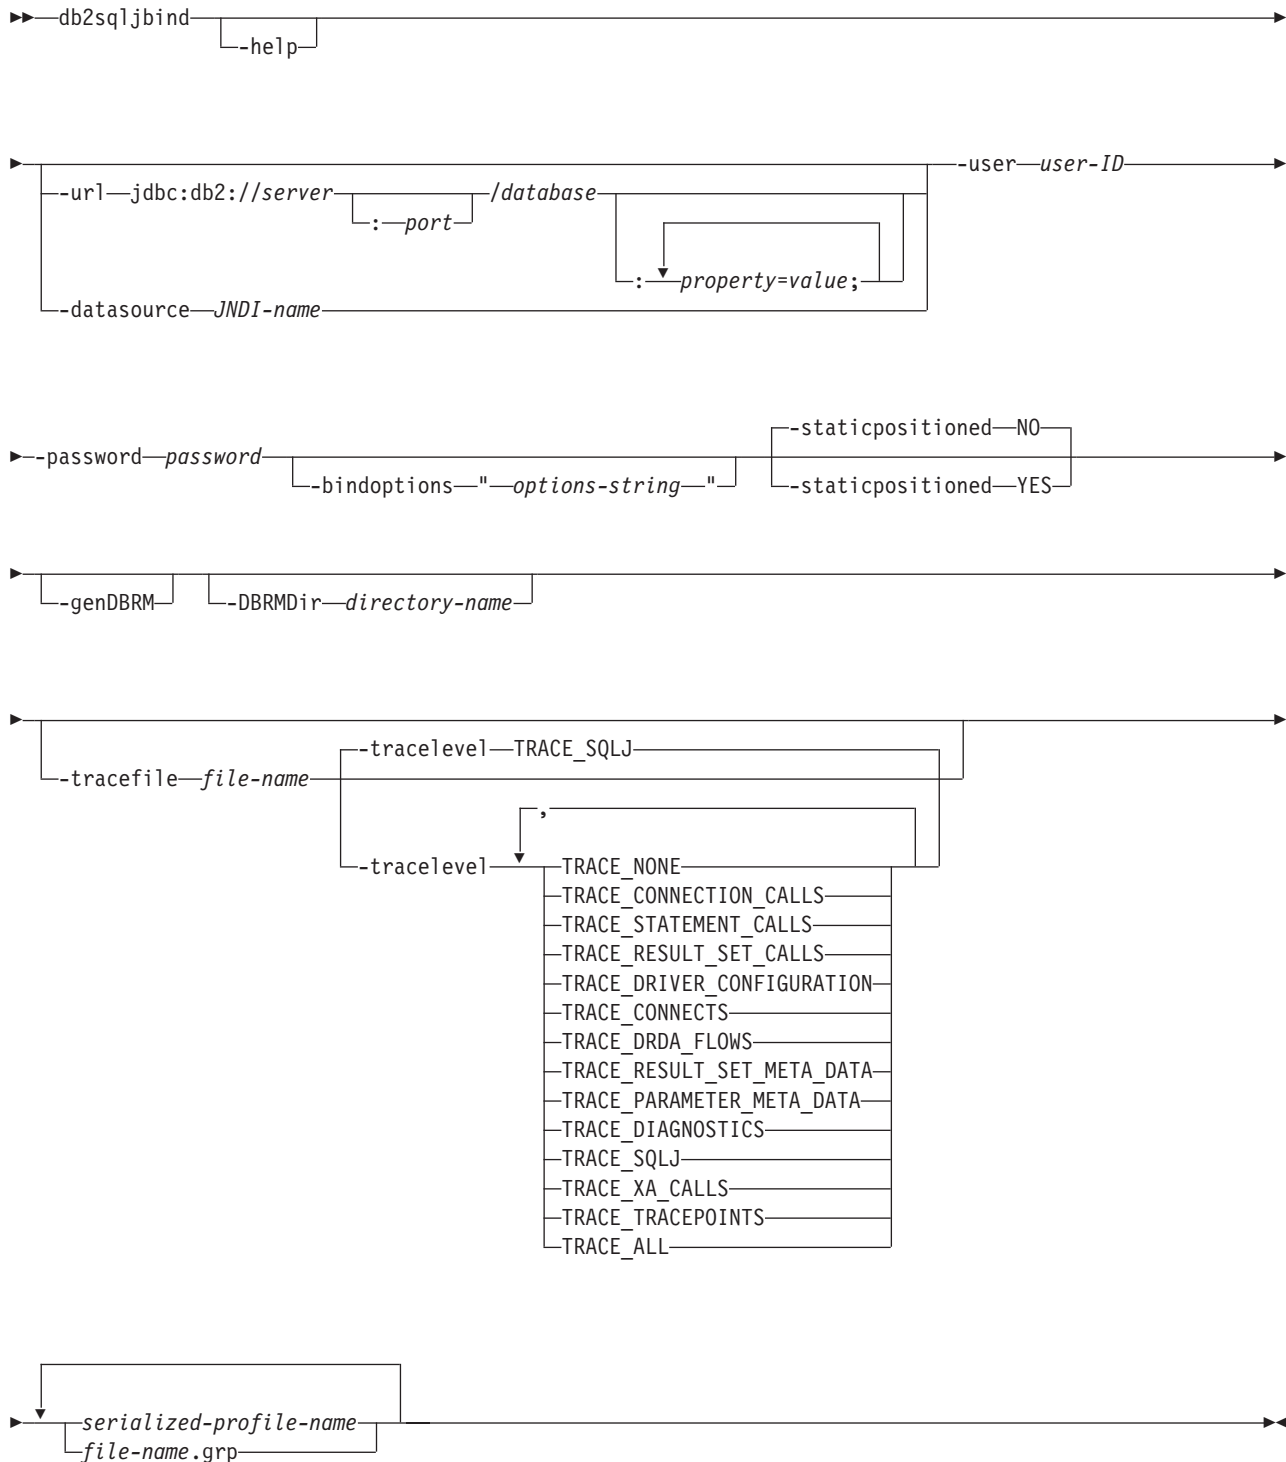 db2sqljbind
-help
-url jdbc:db2://server /database -user user-ID
: port
: property=value;
-datasource JNDI-name
-staticpositioned NO
-password password
-bindoptions " options-string " -staticpositioned YES
-genDBRM -DBRMDir directory-name
-tracelevel TRACE_SQLJ
-tracefile file-name
,
-tracelevel TRACE_NONE
TRACE_CONNECTION_CALLS
TRACE_STATEMENT_CALLS
TRACE_RESULT_SET_CALLS
TRACE_DRIVER_CONFIGURATION
TRACE_CONNECTS
TRACE_DRDA_FLOWS
TRACE_RESULT_SET_META_DATA
TRACE_PARAMETER_META_DATA
TRACE_DIAGNOSTICS
TRACE_SQLJ
TRACE_XA_CALLS
TRACE_TRACEPOINTS
TRACE_ALL
serialized-profile-name
file-name.grp